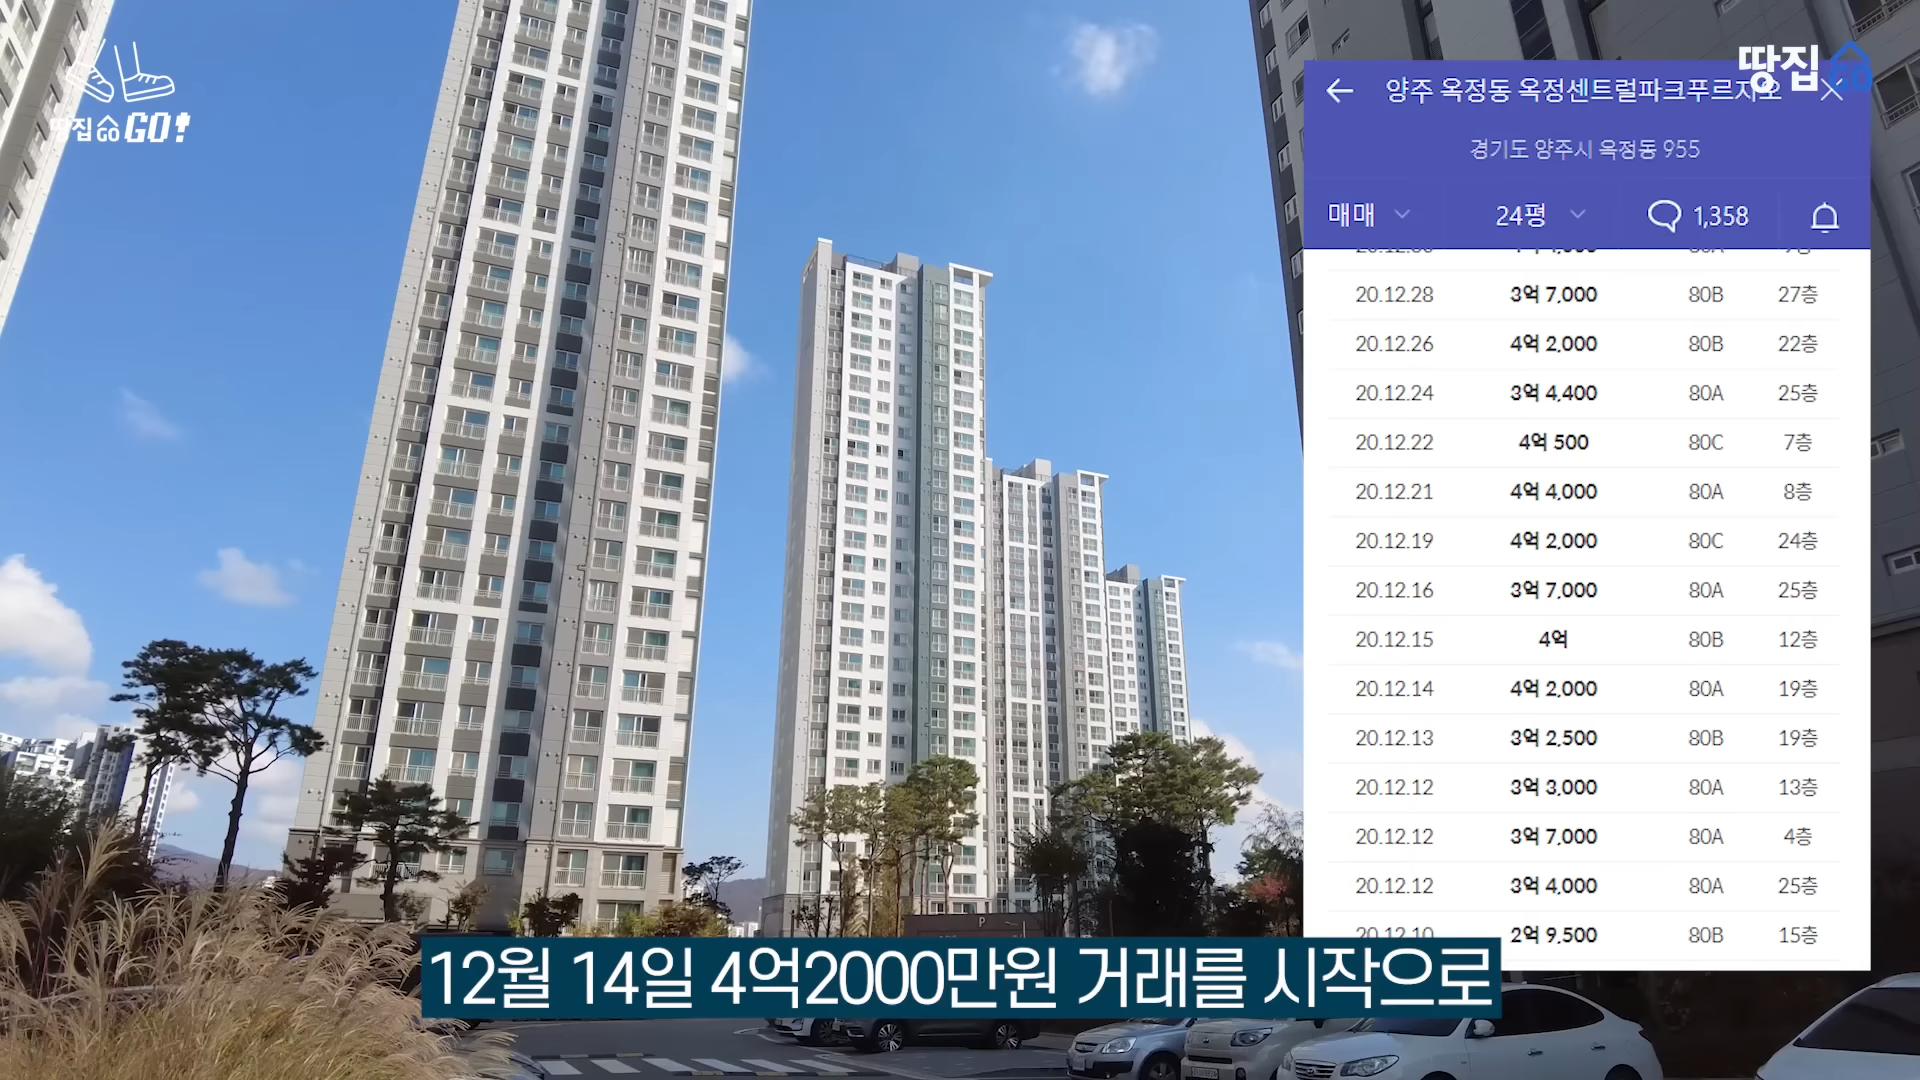 땅집GO GO!
땅집GO
양주 옥정동 옥정센트럴파크푸르지오
경기도 양주시 옥정동 955
매매 24평 1,358
20.12.28 3억 7,000 80B 27층
20.12.26 4억 2,000 80B 22층
20.12.24 3억 4,400 80A 25층
20.12.22 4억 500 80C 7층
20.12.21 4억 4,000 80A 8층
20.12.19 4억 2,000 80C 24층
20.12.16 3억 7,000 80A 25층
20.12.15 4억 80B 12층
20.12.14 4억 2,000 80A 19층
20.12.13 3억 2,500 80B 19층
20.12.12 3억 3,000 80A 13층
20.12.12 3억 7,000 80A 4층
20.12.12 3억 4,000 80A 25층
20.12.10 2억 9,500 80B 15층
P
12월 14일 4억2000만원 거래를 시작으로